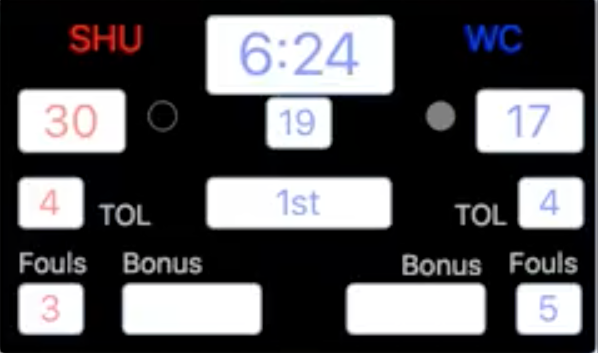 SHU 6:24 WC
30 19 17
4 TOL 1st TOL 4
Fouls Bonus Bonus Fouls
3 5